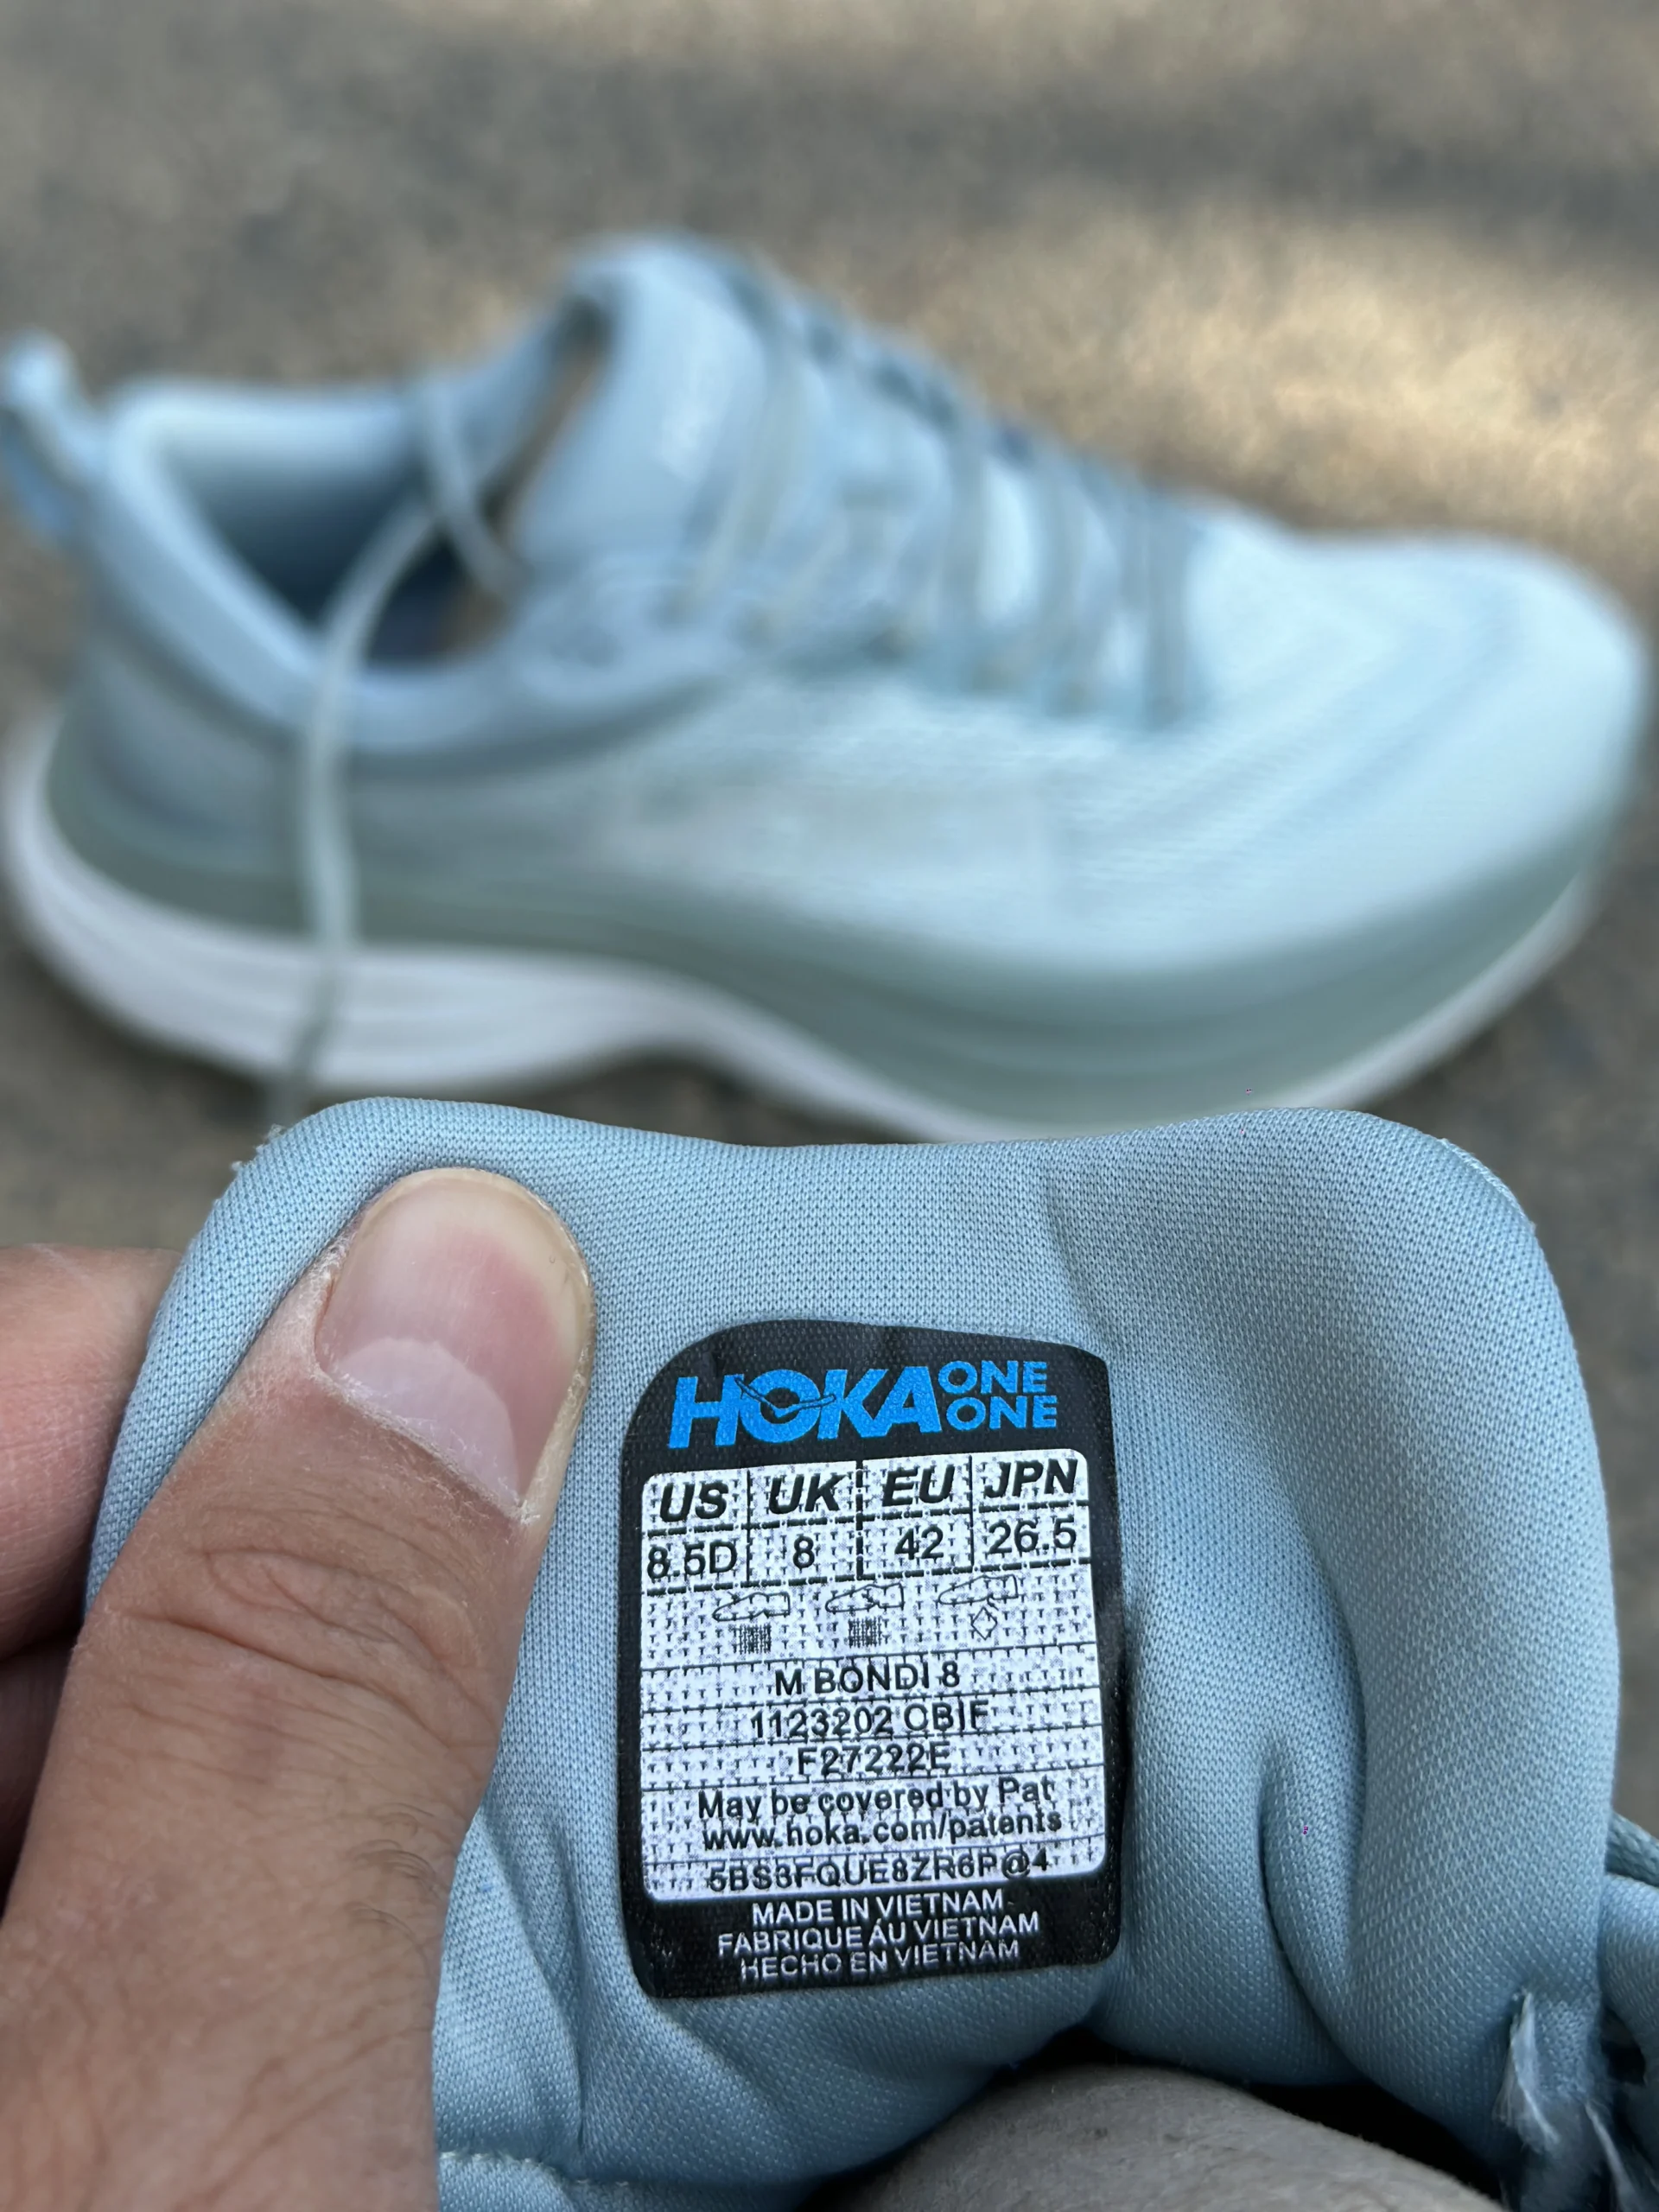 HOKA ONE ONE
US UK EU JPN
8.5D 8 42 26.5
M BONDI 8
1123202 CBIF
F27222E
May be covered by Pat
www.hoka.com/patents
5BS3FQUE8ZR6P@4
MADE IN VIETNAM
FABRIQUÉ AU VIETNAM
HECHO EN VIETNAM